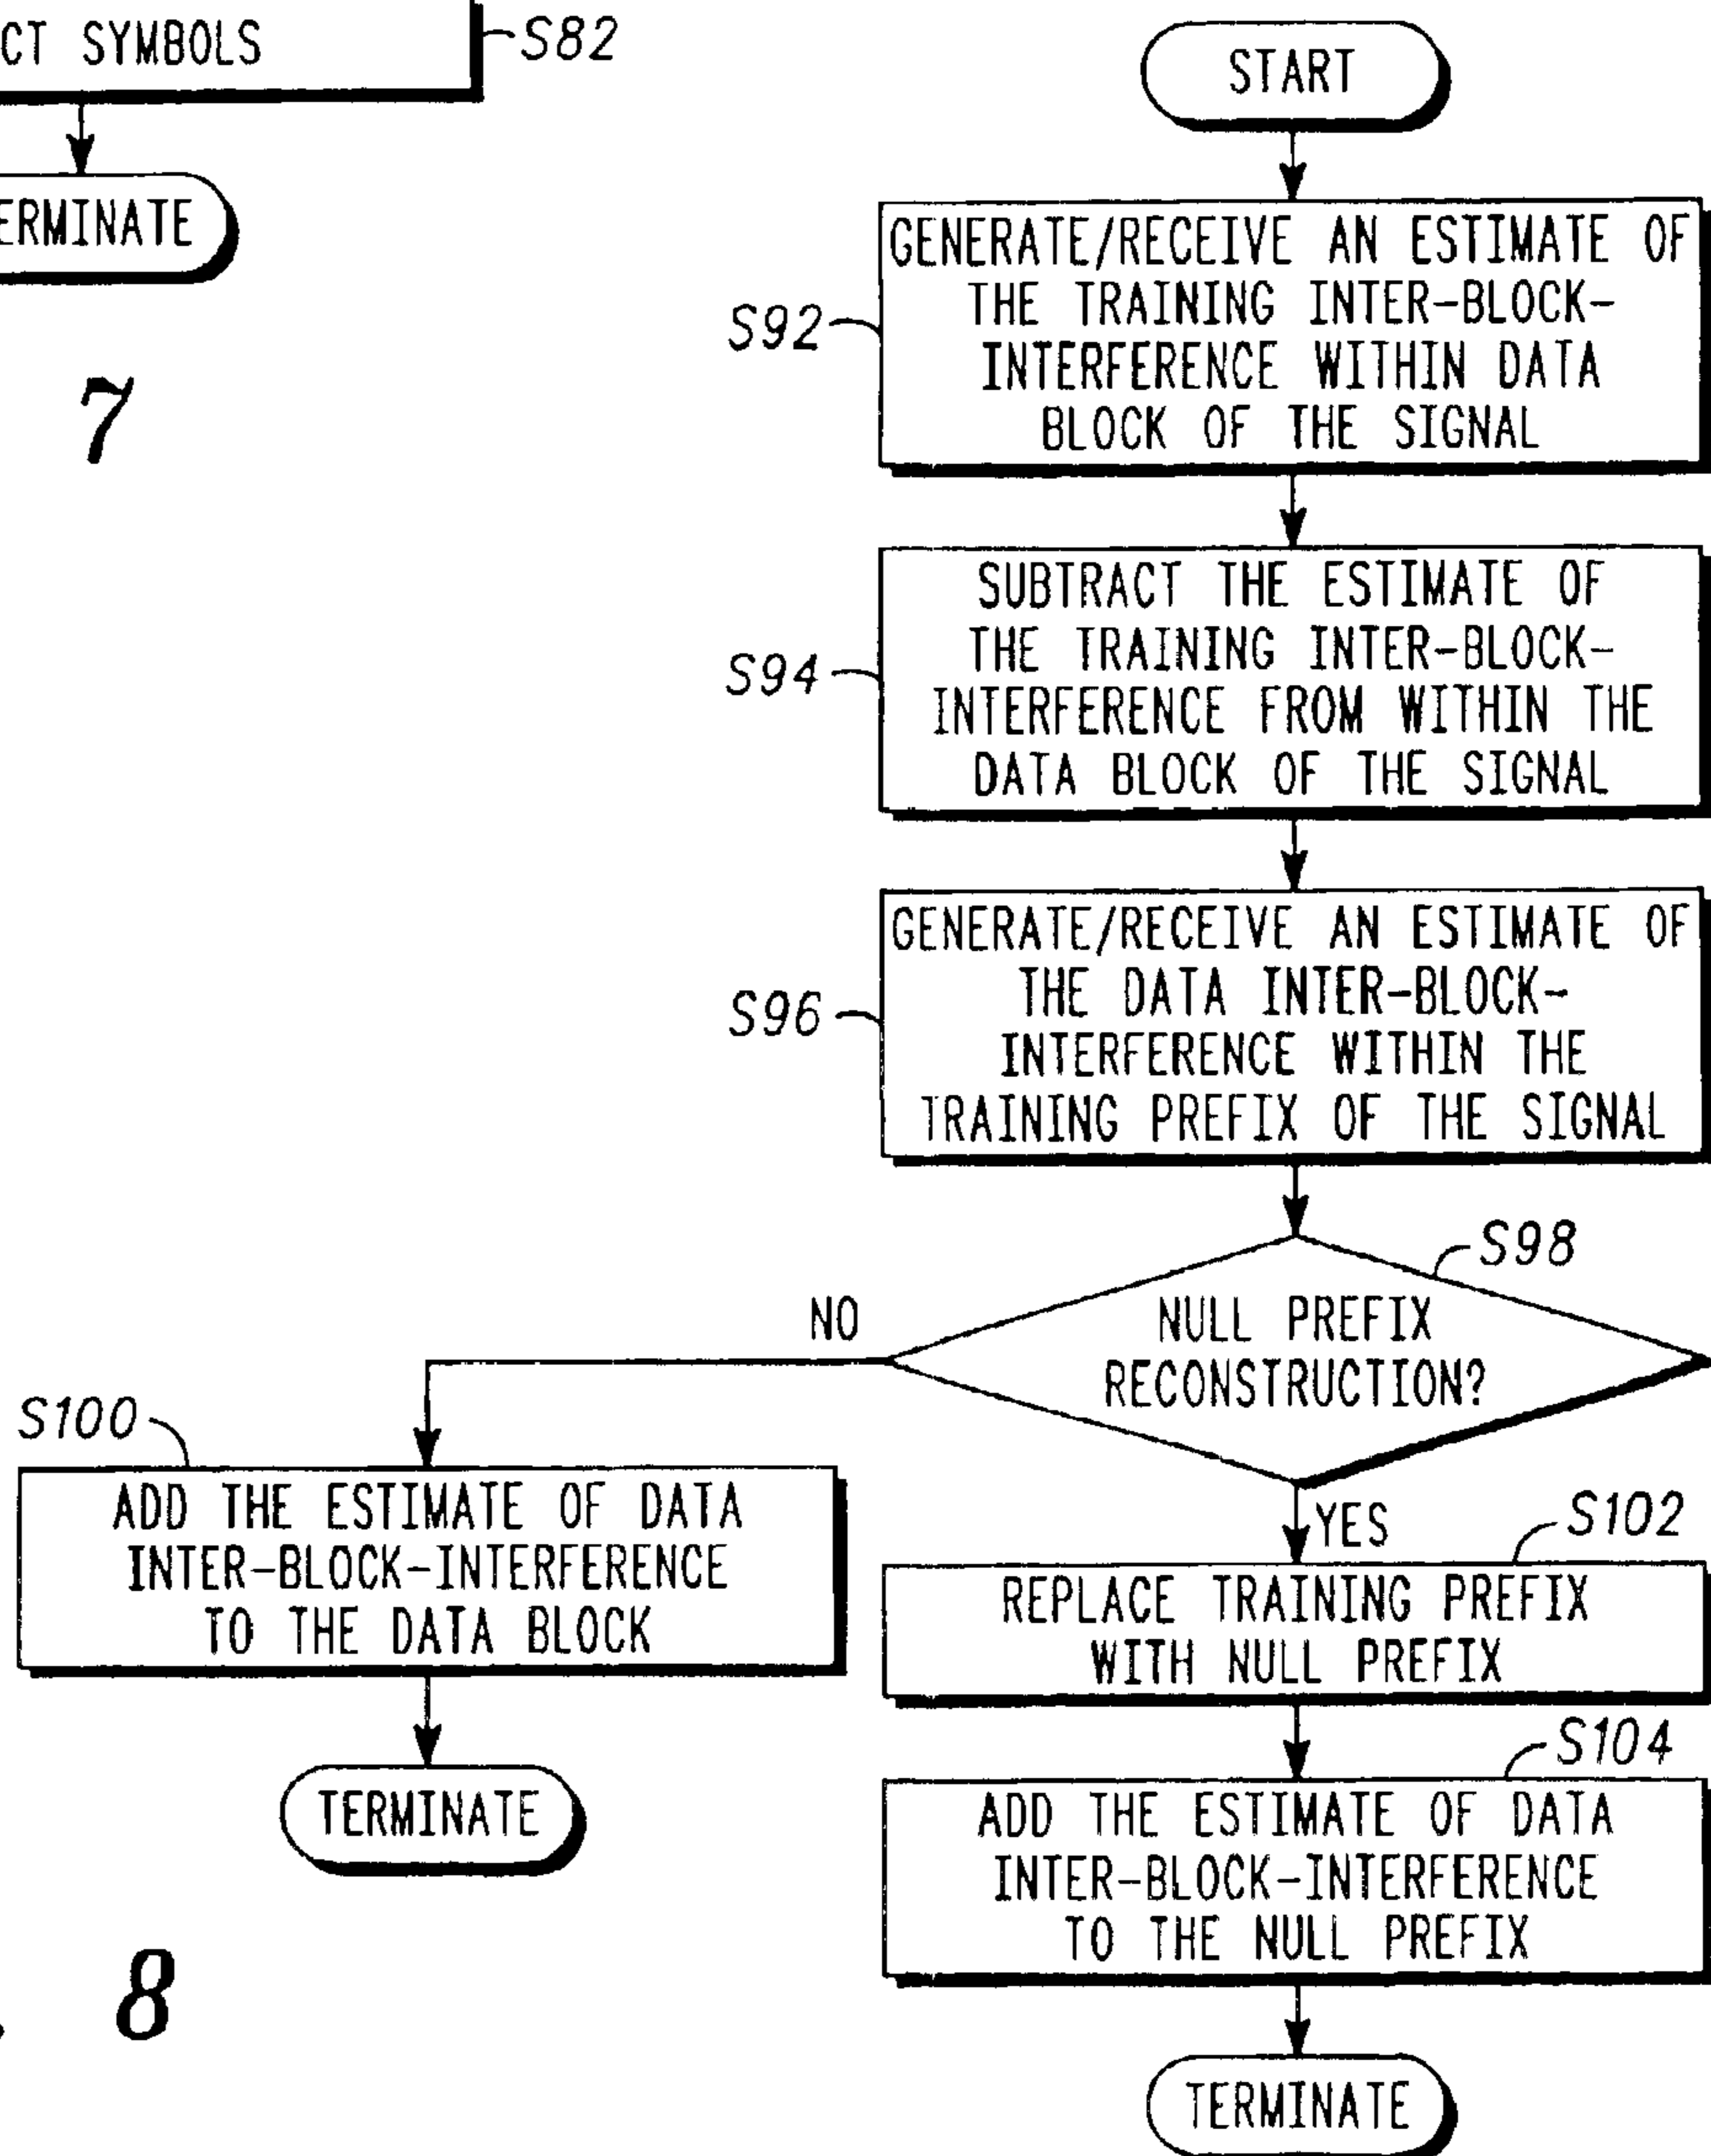 CT SYMBOLS
S82
ERMINATE
7
START
GENERATE/RECEIVE AN ESTIMATE OF
THE TRAINING INTER-BLOCK-
INTERFERENCE WITHIN DATA
BLOCK OF THE SIGNAL
S92
SUBTRACT THE ESTIMATE OF
THE TRAINING INTER-BLOCK-
INTERFERENCE FROM WITHIN THE
DATA BLOCK OF THE SIGNAL
S94
GENERATE/RECEIVE AN ESTIMATE OF
THE DATA INTER-BLOCK-
INTERFERENCE WITHIN THE
TRAINING PREFIX OF THE SIGNAL
S96
S98
NULL PREFIX
RECONSTRUCTION?
NO
S100
ADD THE ESTIMATE OF DATA
INTER-BLOCK-INTERFERENCE
TO THE DATA BLOCK
TERMINATE
YES
S102
REPLACE TRAINING PREFIX
WITH NULL PREFIX
S104
ADD THE ESTIMATE OF DATA
INTER-BLOCK-INTERFERENCE
TO THE NULL PREFIX
TERMINATE
. 8